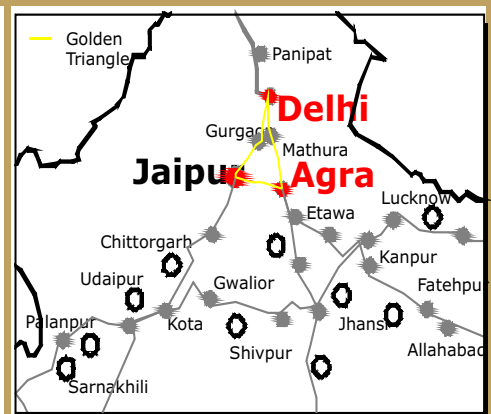 Golden
Triangle
Panipat
Delhi
Gurgao
Mathura
Jaipur
Agra
Lucknow
Etawa
Chittorgarh
Kanpur
Udaipur
Gwalior
Fatehpur
Palanpur
Kota
Jhansi
Shivpur
Allahabad
Sarnakhili